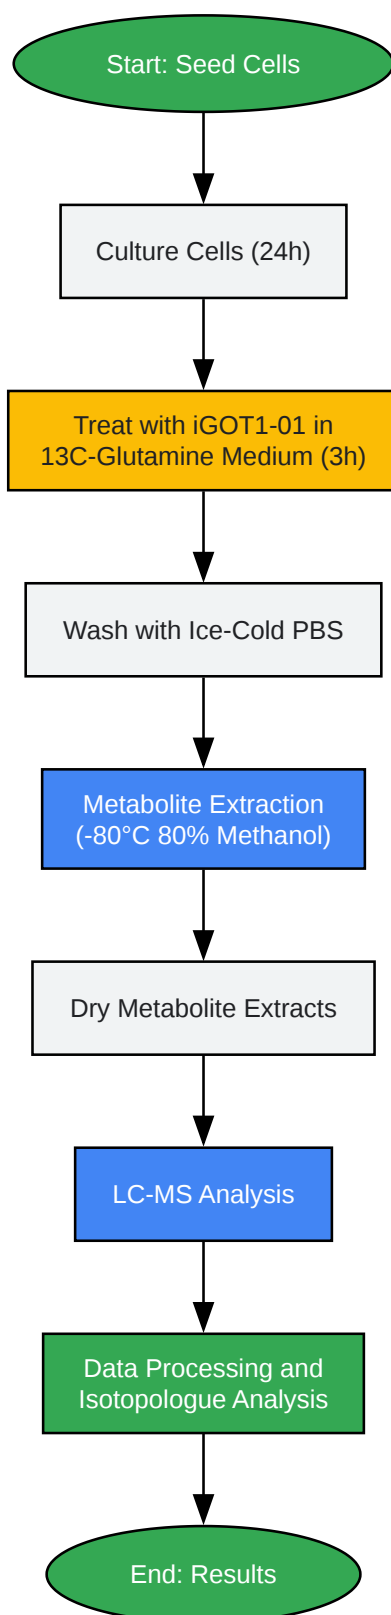 Start: Seed Cells
Culture Cells (24h)
Treat with iGOT1-01 in
13C-Glutamine Medium (3h)
Wash with Ice-Cold PBS
Metabolite Extraction
(-80°C 80% Methanol)
Dry Metabolite Extracts
LC-MS Analysis
Data Processing and
Isotopologue Analysis
End: Results